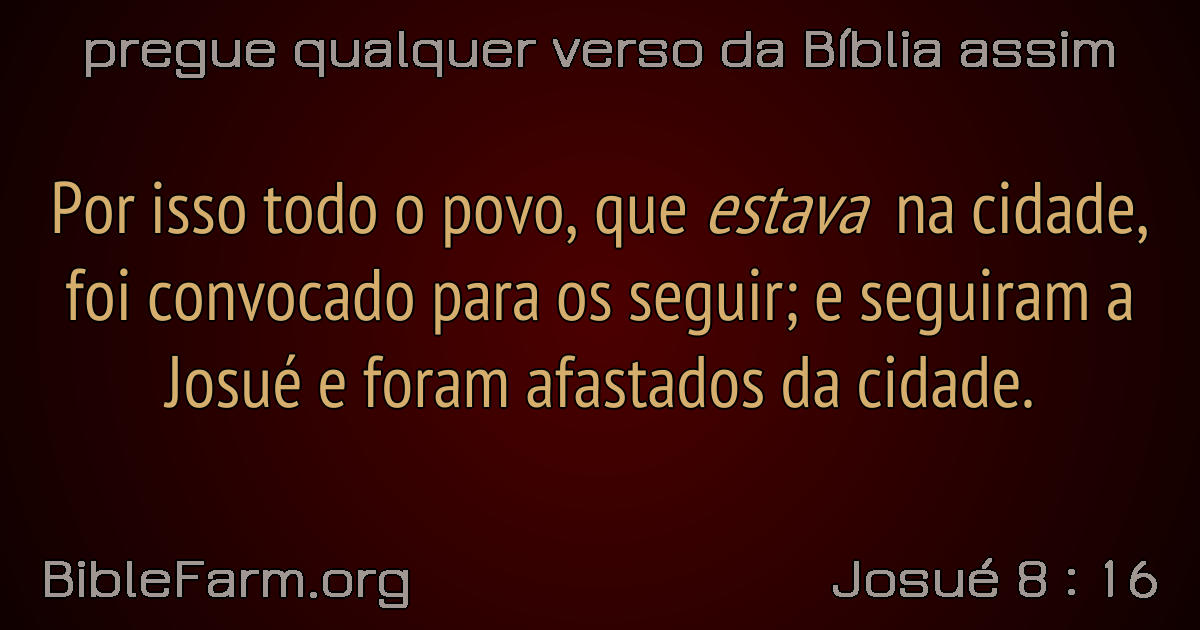 pregue qualquer verso da Bíblia assim
Por isso todo o povo, que estava na cidade,
foi convocado para os seguir; e seguiram a
Josué e foram afastados da cidade.
BibleFarm.org
Josué 8 : 16